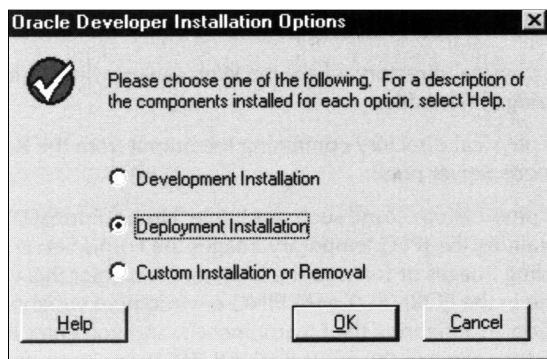 Oracle Developer Installation Options
Please choose one of the following. For a description of
the components installed for each option, select Help.
Development Installation
Deployment Installation
Custom Installation or Removal
Help
OK
Cancel